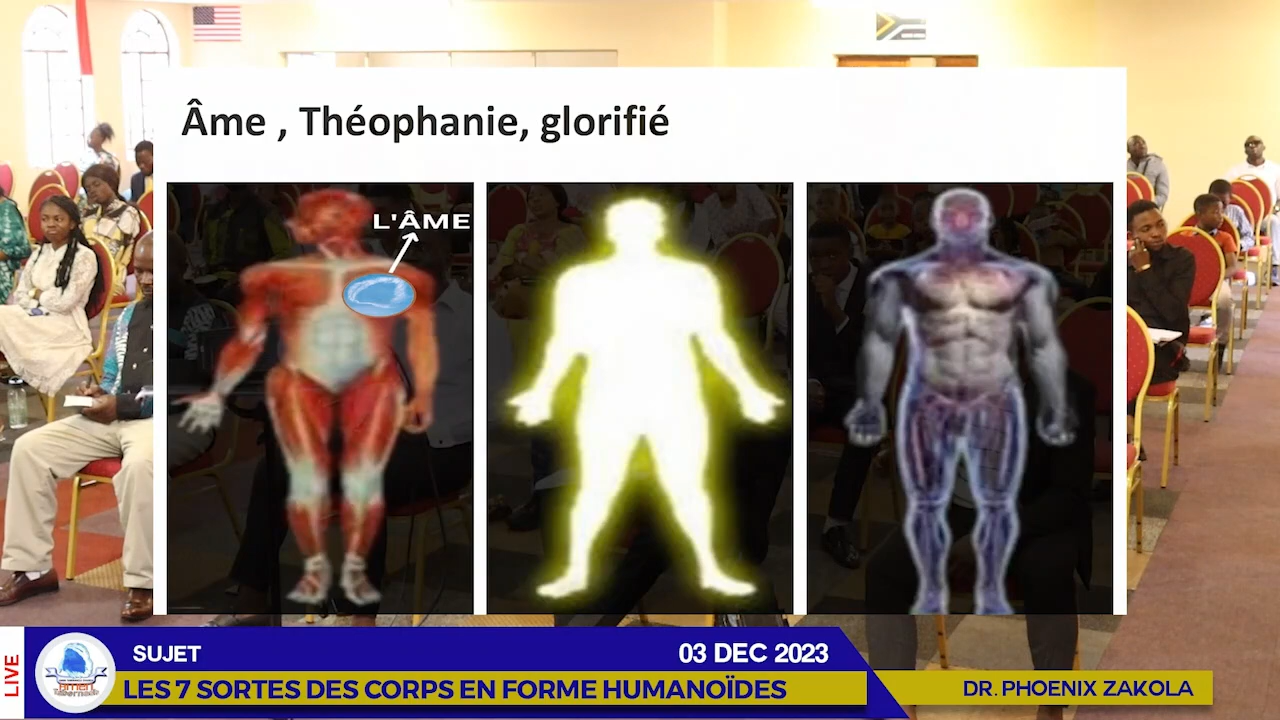 Âme , Théophanie, glorifié
L'ÂME
LIVE
SUJET
03 DEC 2023
LES 7 SORTES DES CORPS EN FORME HUMANOÏDES
DR. PHOENIX ZAKOLA